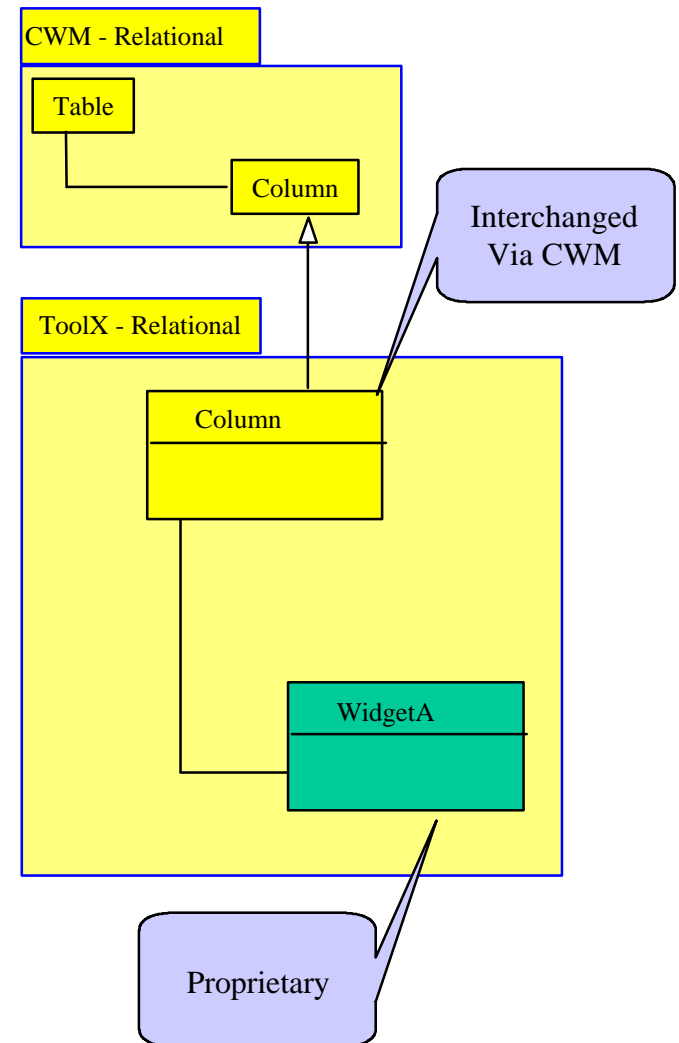 CWM - Relational
Table
Column
Interchanged
Via CWM
ToolX - Relational
Column
WidgetA
Proprietary